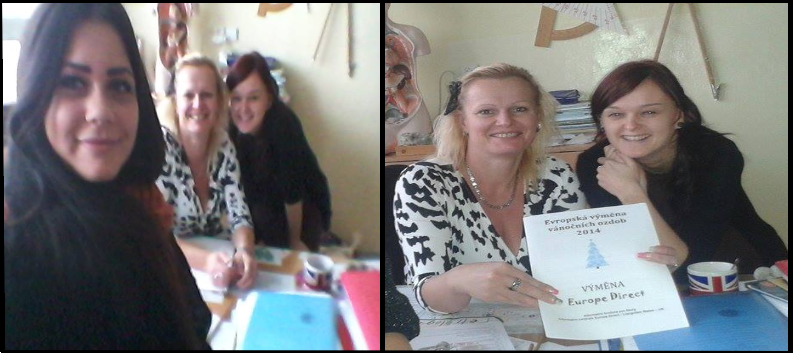 Evropská výměna
vánočních ozdob
2014
VÝMĚNA
Europe Direct